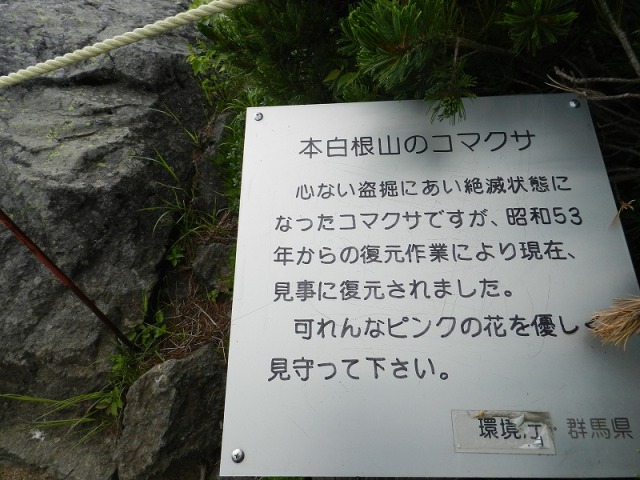 本白根山のコマクサ
心ない盗掘にあい絶滅状態に
なったコマクサですが、昭和53
年からの復元作業により現在、
見事に復元されました。
可れんなピンクの花を優し
見守って下さい。
環境庁・群馬県